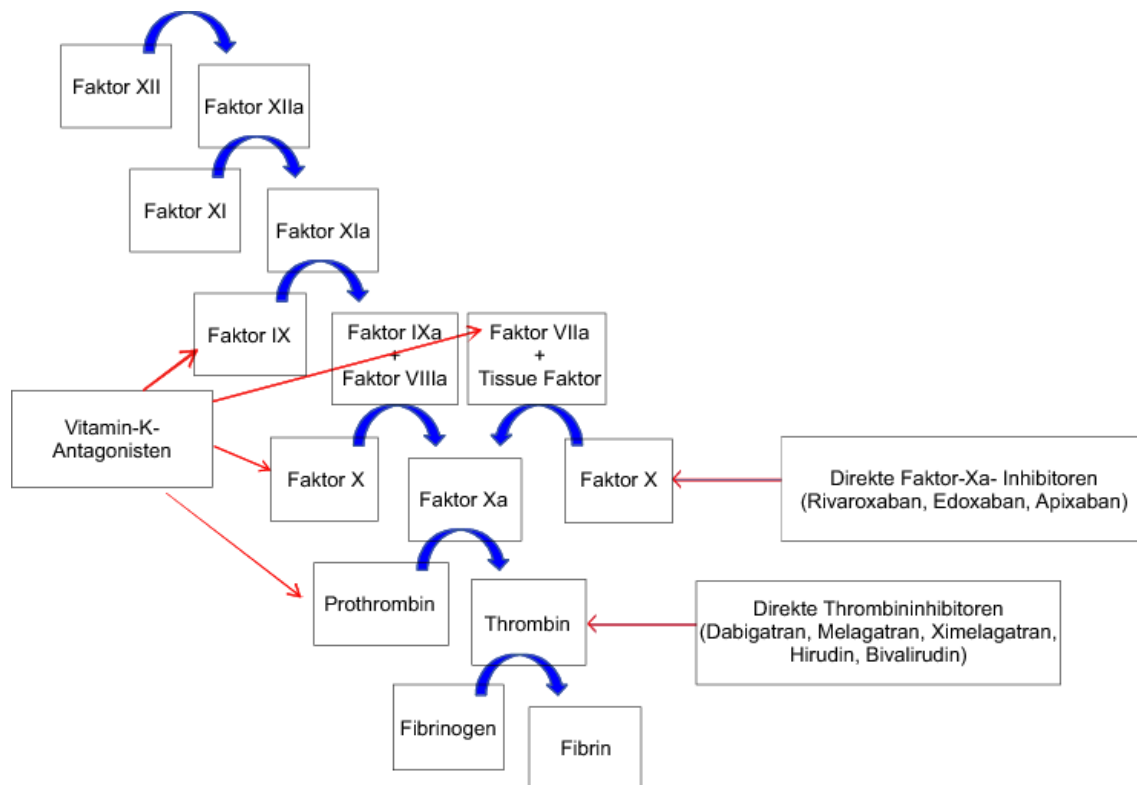 Faktor XII
Faktor XIIa
Faktor XI
Faktor XIa
Faktor IX
Faktor IXa
+
Faktor VIIIa
Faktor VIIa
+
Tissue Faktor
Vitamin-K-
Antagonisten
Faktor X
Faktor Xa
Faktor X
Direkte Faktor-Xa- Inhibitoren
(Rivaroxaban, Edoxaban, Apixaban)
Prothrombin
Thrombin
Direkte Thrombininhibitoren
(Dabigatran, Melagatran, Ximelagatran,
Hirudin, Bivalirudin)
Fibrinogen
Fibrin